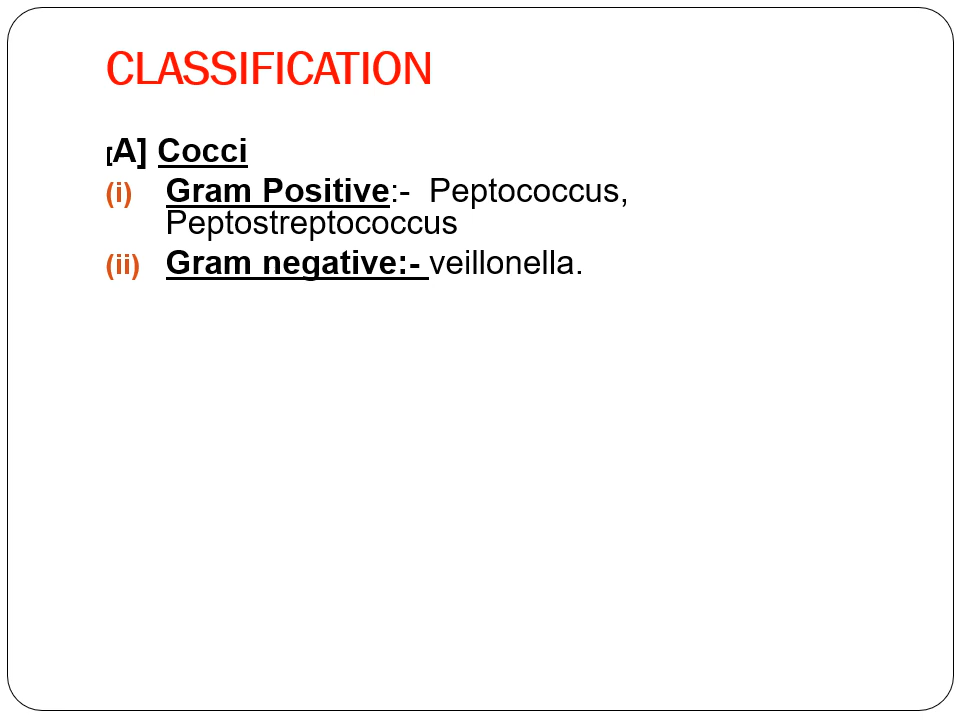 CLASSIFICATION
[A] Cocci
(i) Gram Positive:- Peptococcus,
Peptostreptococcus
(ii) Gram negative:- veillonella.